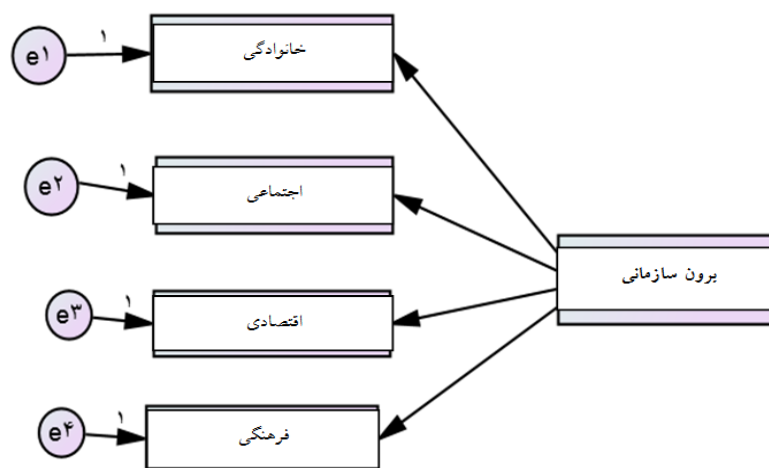 e۱
۱
خانوادگی
e۲
۱
اجتماعی
برون سازمانی
e۳
۱
اقتصادی
e۴
۱
فرهنگی